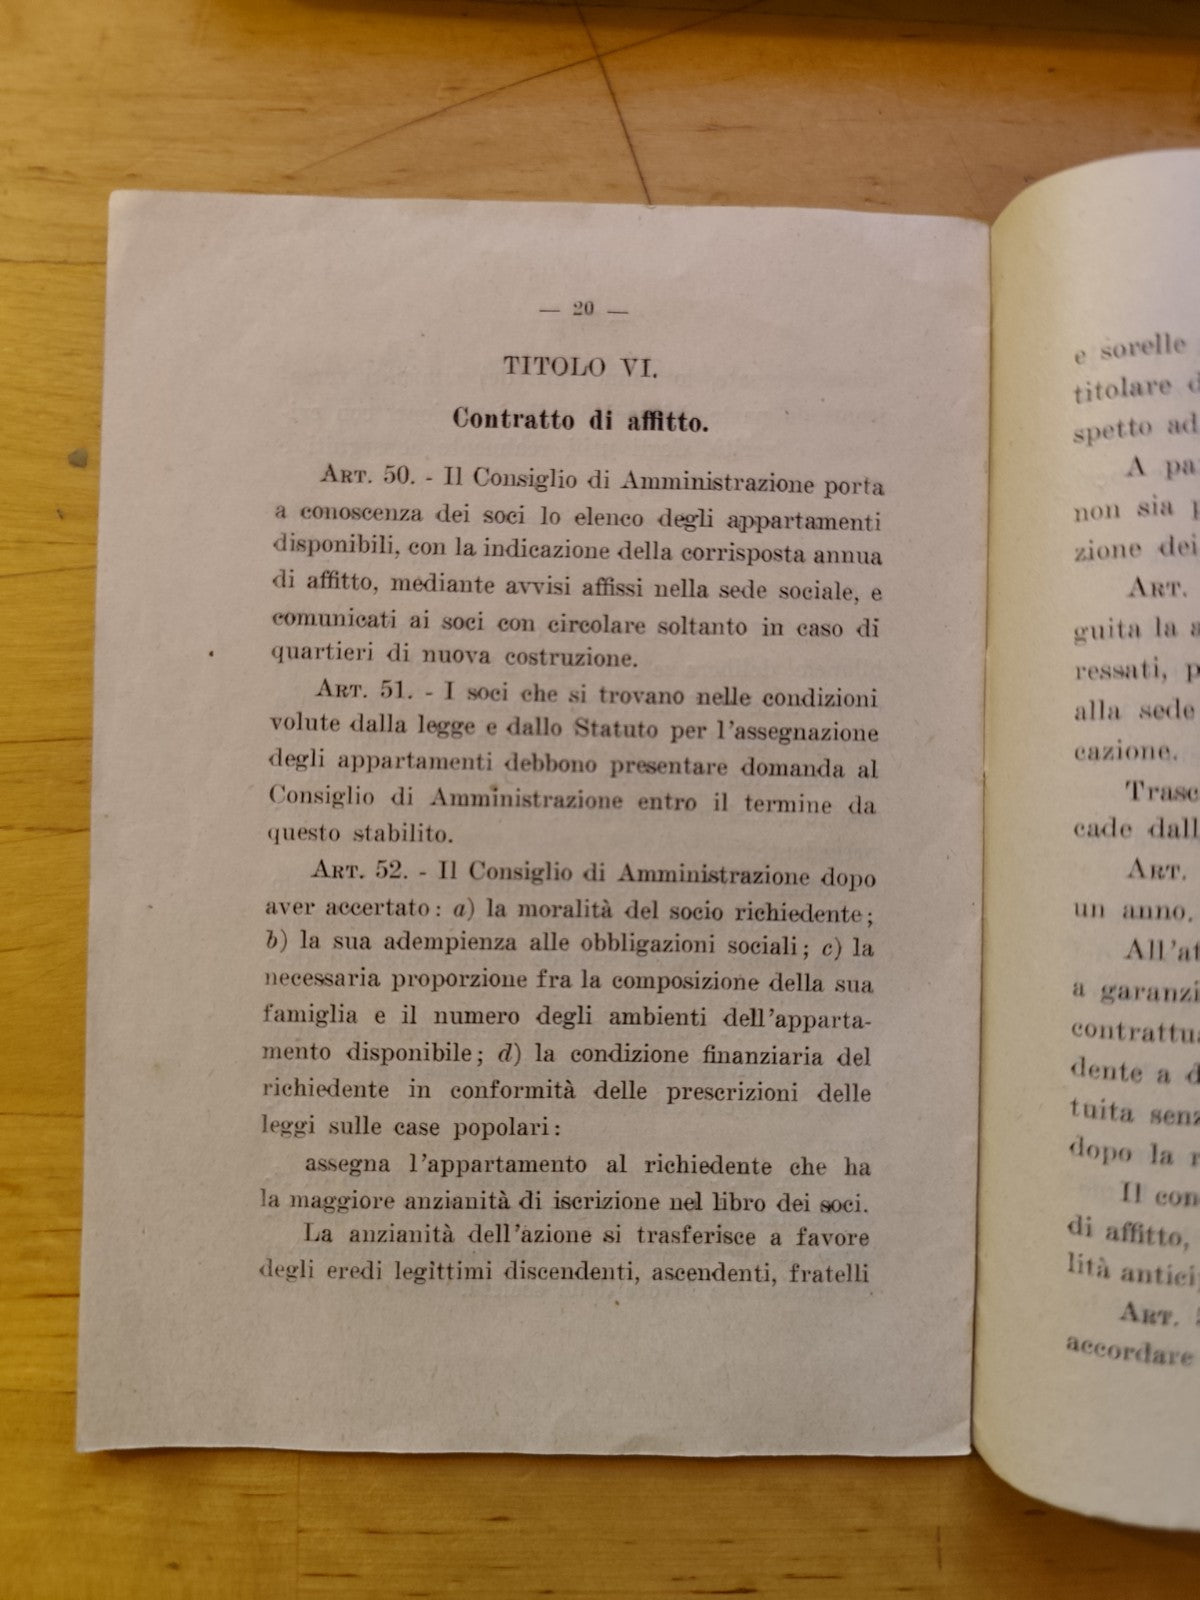 — 20 —
TITOLO VI.
Contratto di affitto.
ART. 50. - Il Consiglio di Amministrazione porta
a conoscenza dei soci lo elenco degli appartamenti
disponibili, con la indicazione della corrisposta annua
di affitto, mediante avvisi affissi nella sede sociale, e
comunicati ai soci con circolare soltanto in caso di
quartieri di nuova costruzione.
ART. 51. - I soci che si trovano nelle condizioni
volute dalla legge e dallo Statuto per l'assegnazione
degli appartamenti debbono presentare domanda al
Consiglio di Amministrazione entro il termine da
questo stabilito.
ART. 52. - Il Consiglio di Amministrazione dopo
aver accertato: a) la moralità del socio richiedente;
b) la sua adempienza alle obbligazioni sociali; c) la
necessaria proporzione fra la composizione della sua
famiglia e il numero degli ambienti dell'apparta-
mento disponibile; d) la condizione finanziaria del
richiedente in conformità delle prescrizioni delle
leggi sulle case popolari:
assegna l'appartamento al richiedente che ha
la maggiore anzianità di iscrizione nel libro dei soci.
La anzianità dell'azione si trasferisce a favore
degli eredi legittimi discendenti, ascendenti, fratelli
e sorelle
titolare
spetto ad
A
non sia
zione dei
ART.
guita la
ressati,
alla sede
cazione.
cade
ART.
un anno.
a
dente a
tuita
dopo la
Il
di affitto,
lità
ART.
accordare